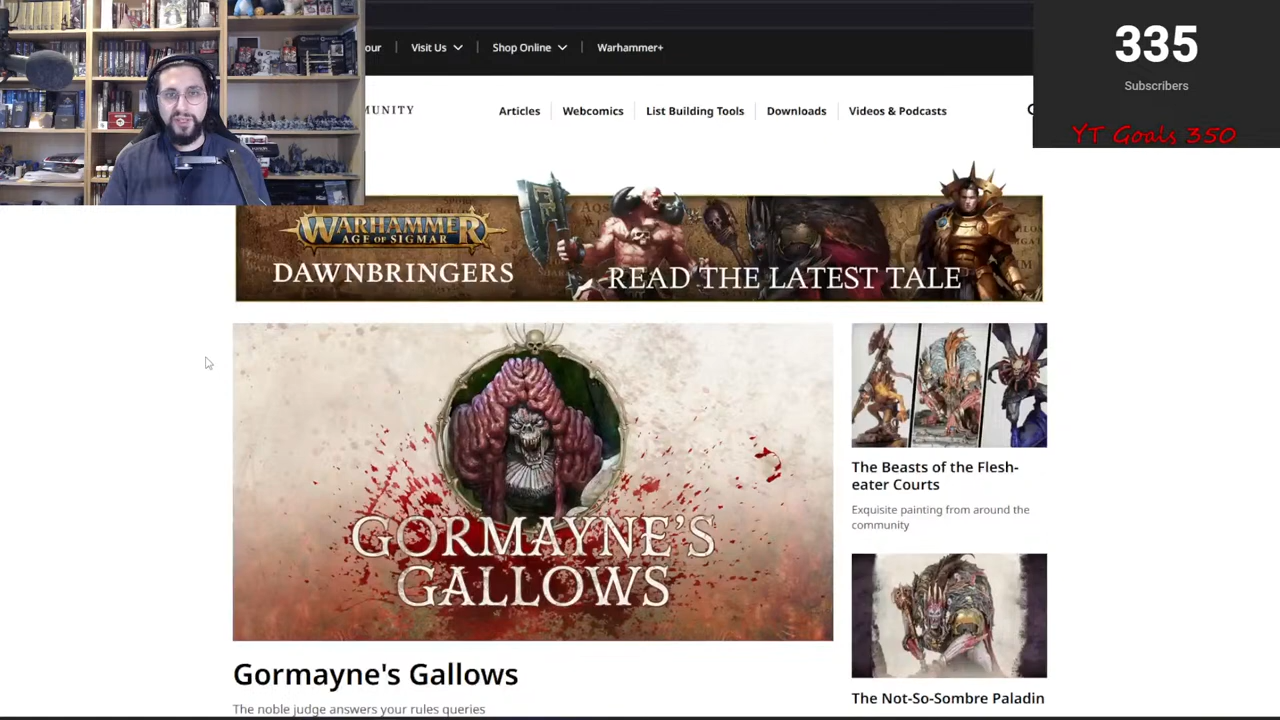 our
Visit Us
Shop Online
Warhammer+
335
Subscribers
YT Goals 350
MUNITY
Articles
Webcomics
List Building Tools
Downloads
Videos & Podcasts
WARHAMMER
AGE OF SIGMAR
DAWNBRINGERS
READ THE LATEST TALE
GORMAYNE'S
GALLOWS
The Beasts of the Flesh-
eater Courts
Exquisite painting from around the
community
Gormayne's Gallows
The noble judge answers your rules queries
The Not-So-Sombre Paladin